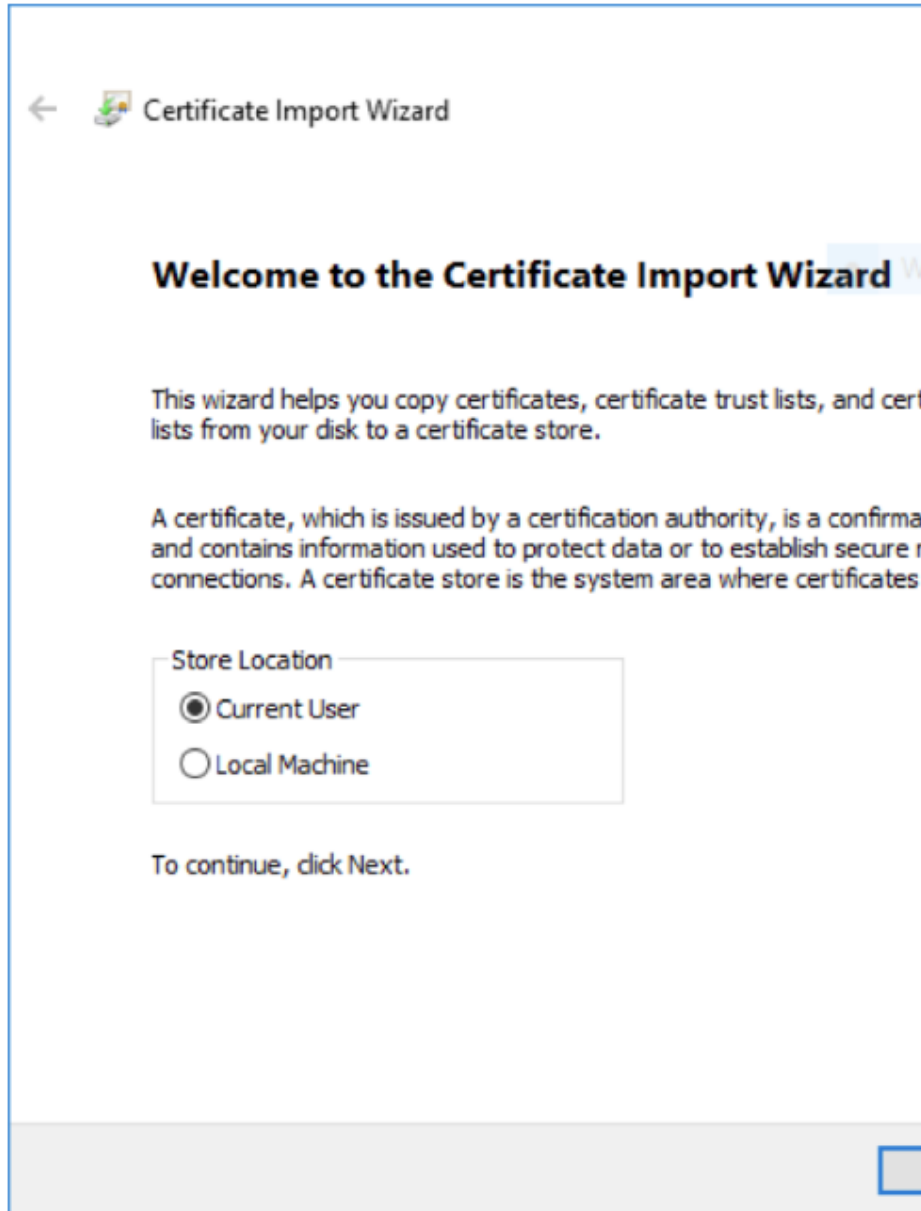 Certificate Import Wizard
Welcome to the Certificate Import Wizard
This wizard helps you copy certificates, certificate trust lists, and cert
lists from your disk to a certificate store.
A certificate, which is issued by a certification authority, is a confirma
and contains information used to protect data or to establish secure
connections. A certificate store is the system area where certificates
Store Location
Current User
Local Machine
To continue, click Next.